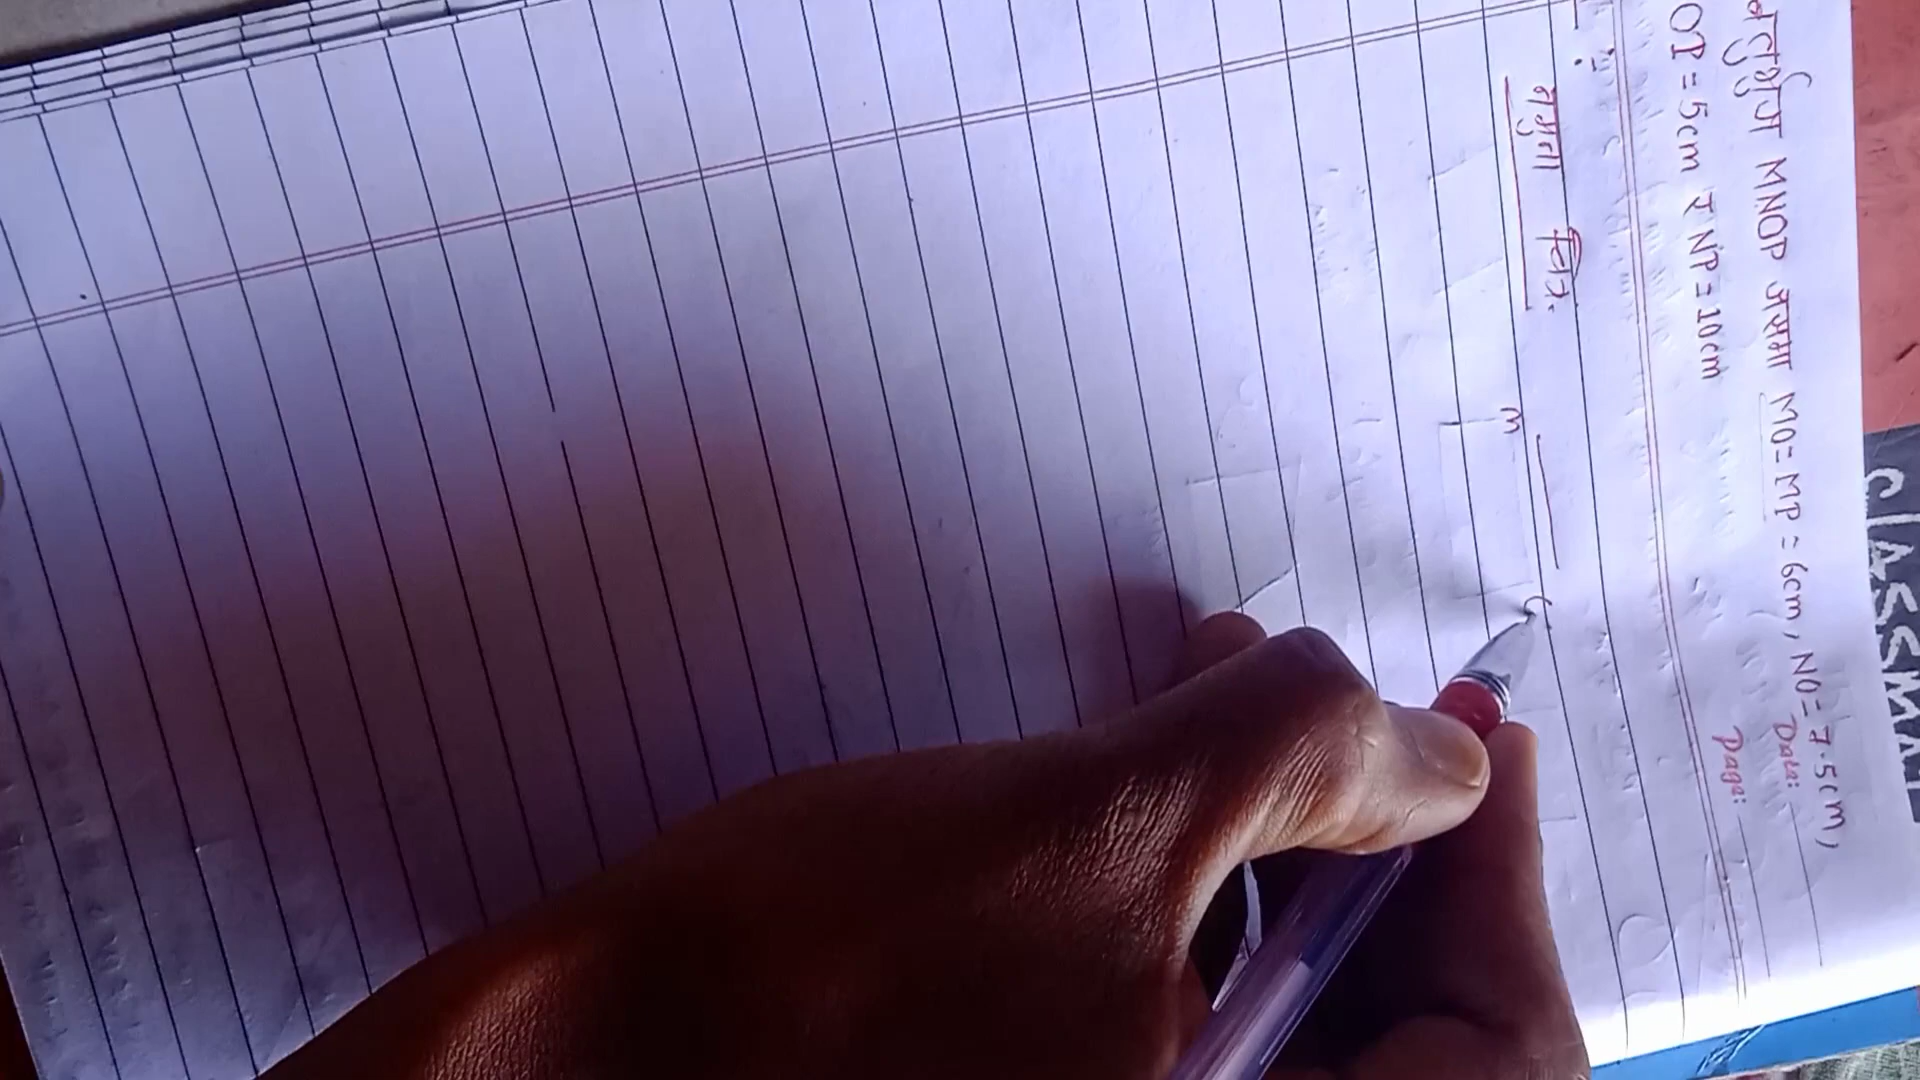 चतुर्भुज MNOP जसमा MO = MP = 6cm, NO = 7.5cm,
OP = 5cm र NP = 10cm
Date:
Page:
नमुना चित्र
M
CLASSMATE